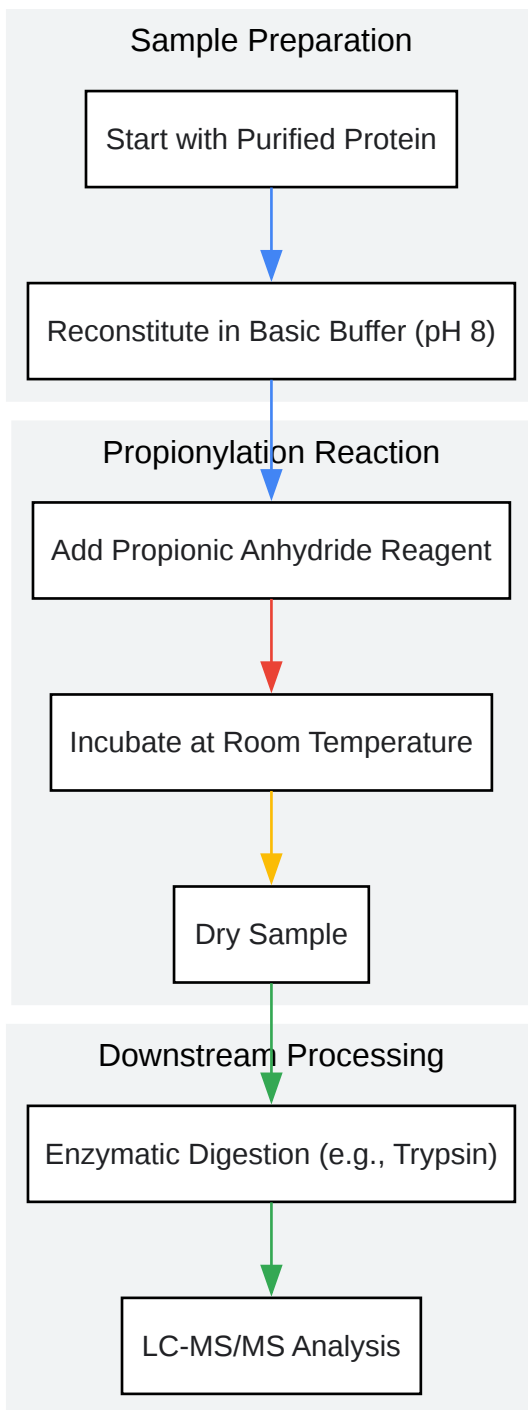 Sample Preparation
Start with Purified Protein
Reconstitute in Basic Buffer (pH 8)
Propionylation Reaction
Add Propionic Anhydride Reagent
Incubate at Room Temperature
Dry Sample
Downstream Processing
Enzymatic Digestion (e.g., Trypsin)
LC-MS/MS Analysis